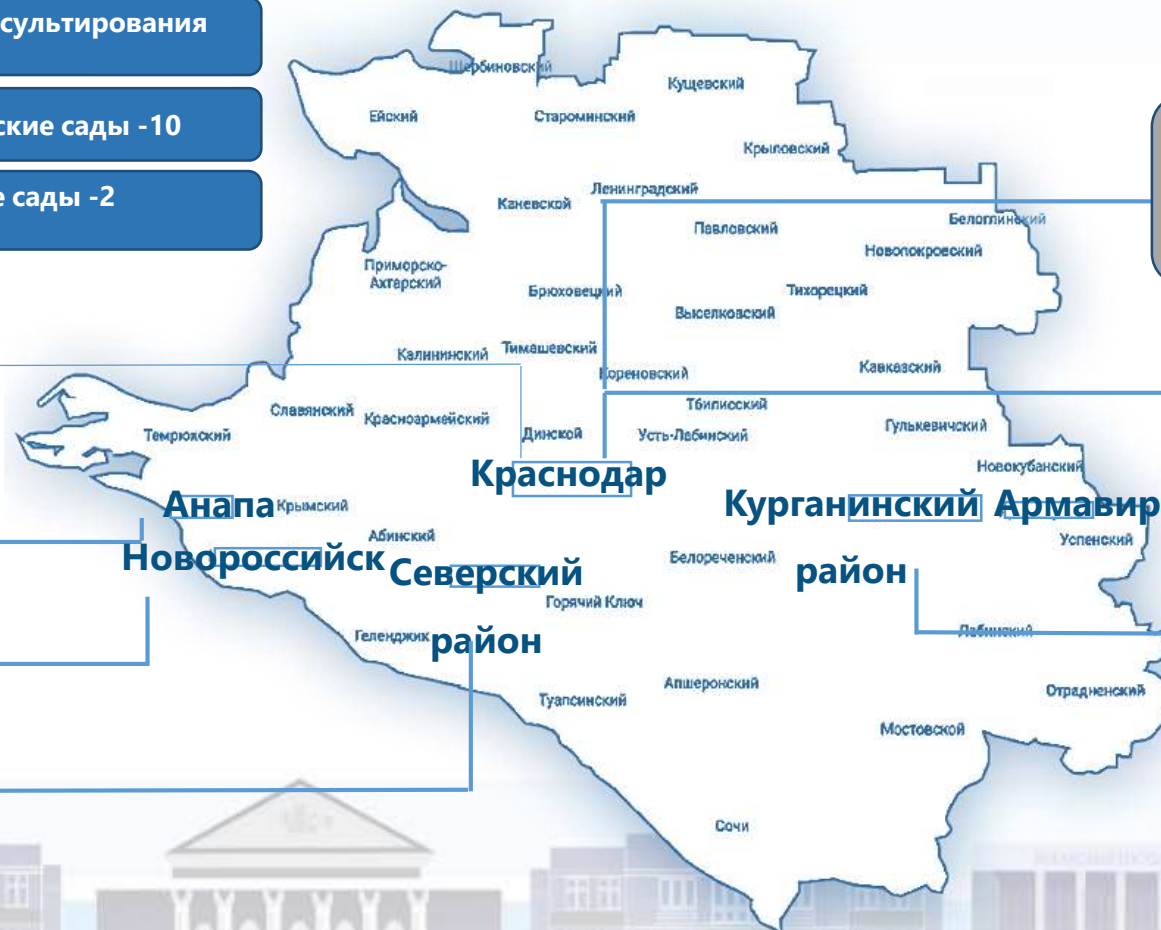 сультирования
ские сады -10
е сады -2
Щербиновский
Кущевский
Ейский
Староминский
Крыловский
Ленинградский
Каневской
Павловский
Белоглинский
Новопокровский
Приморско-
Ахтарский
Брюховецкий
Тихорецкий
Выселковский
Калининский
Тимашевский
Кореновский
Кавказский
Тбилисский
Славянский
Красноармейский
Темрюкский
Динской
Усть-Лабинский
Гулькевичский
Новокубанский
Краснодар
Анапа
Крымский
Курганинский
район
Армавир
Абинский
Успенский
Новороссийск
Северский
район
Белореченский
Горячий Ключ
Геленджик
Лабинский
Туапсинский
Апшеронский
Отрадненский
Мостовской
Сочи